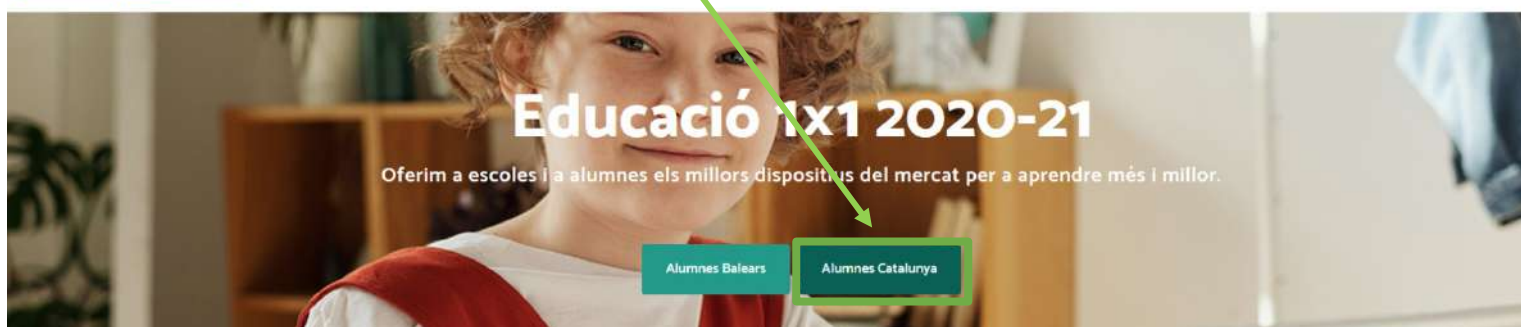 Educació 1x1 2020-21
Oferim a escoles i a alumnes els millors dispositius del mercat per a aprendre més i millor.
Alumnes Balears
Alumnes Catalunya